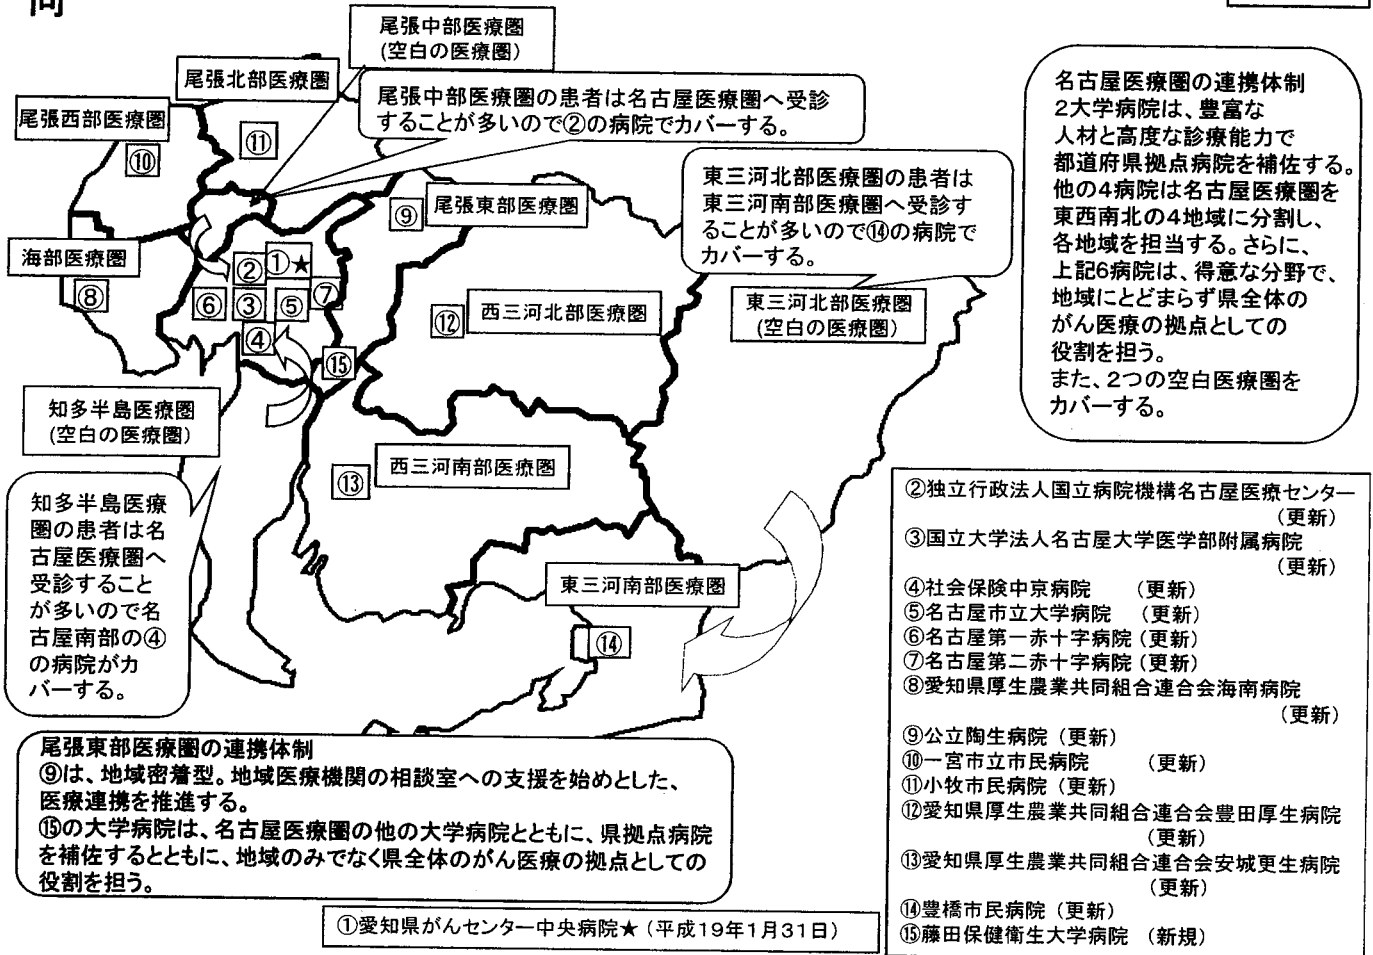 尾張中部医療圏
(空白の医療圏)
尾張北部医療圏
尾張西部医療圏
⑩
⑪
尾張中部医療圏の患者は名古屋医療圏へ受診
することが多いので②の病院でカバーする。
名古屋医療圏の連携体制
2大学病院は、豊富な
人材と高度な診療能力で
都道府県拠点病院を補佐する。
他の4病院は名古屋医療圏を
東西南北の4地域に分割し、
各地域を担当する。さらに、
上記6病院は、得意な分野で、
地域にとどまらず県全体の
がん医療の拠点としての
役割を担う。
また、2つの空白医療圏を
カバーする。
東三河北部医療圏の患者は
東三河南部医療圏へ受診す
ることが多いので⑭の病院で
カバーする。
⑨
尾張東部医療圏
海部医療圏
⑧
②
①★
⑥
③
⑤
⑦
④
⑮
⑫
西三河北部医療圏
東三河北部医療圏
(空白の医療圏)
知多半島医療圏
(空白の医療圏)
⑬
西三河南部医療圏
知多半島医療
圏の患者は名
古屋医療圏へ
受診すること
が多いので名
古屋南部の④
の病院がカ
バーする。
東三河南部医療圏
⑭
②独立行政法人国立病院機構名古屋医療センター
(更新)
③国立大学法人名古屋大学医学部附属病院
(更新)
④社会保険中京病院 (更新)
⑤名古屋市立大学病院 (更新)
⑥名古屋第一赤十字病院(更新)
⑦名古屋第二赤十字病院(更新)
⑧愛知県厚生農業共同組合連合会海南病院
(更新)
⑨公立陶生病院 (更新)
⑩一宮市立市民病院 (更新)
⑪小牧市民病院 (更新)
⑫愛知県厚生農業共同組合連合会豊田厚生病院
(更新)
⑬愛知県厚生農業共同組合連合会安城更生病院
(更新)
⑭豊橋市民病院 (更新)
⑮藤田保健衛生大学病院 (新規)
尾張東部医療圏の連携体制
⑨は、地域密着型。地域医療機関の相談室への支援を始めとした、
医療連携を推進する。
⑮の大学病院は、名古屋医療圏の他の大学病院とともに、県拠点病院
を補佐するとともに、地域のみでなく県全体のがん医療の拠点としての
役割を担う。
①愛知県がんセンター中央病院★ (平成19年1月31日)